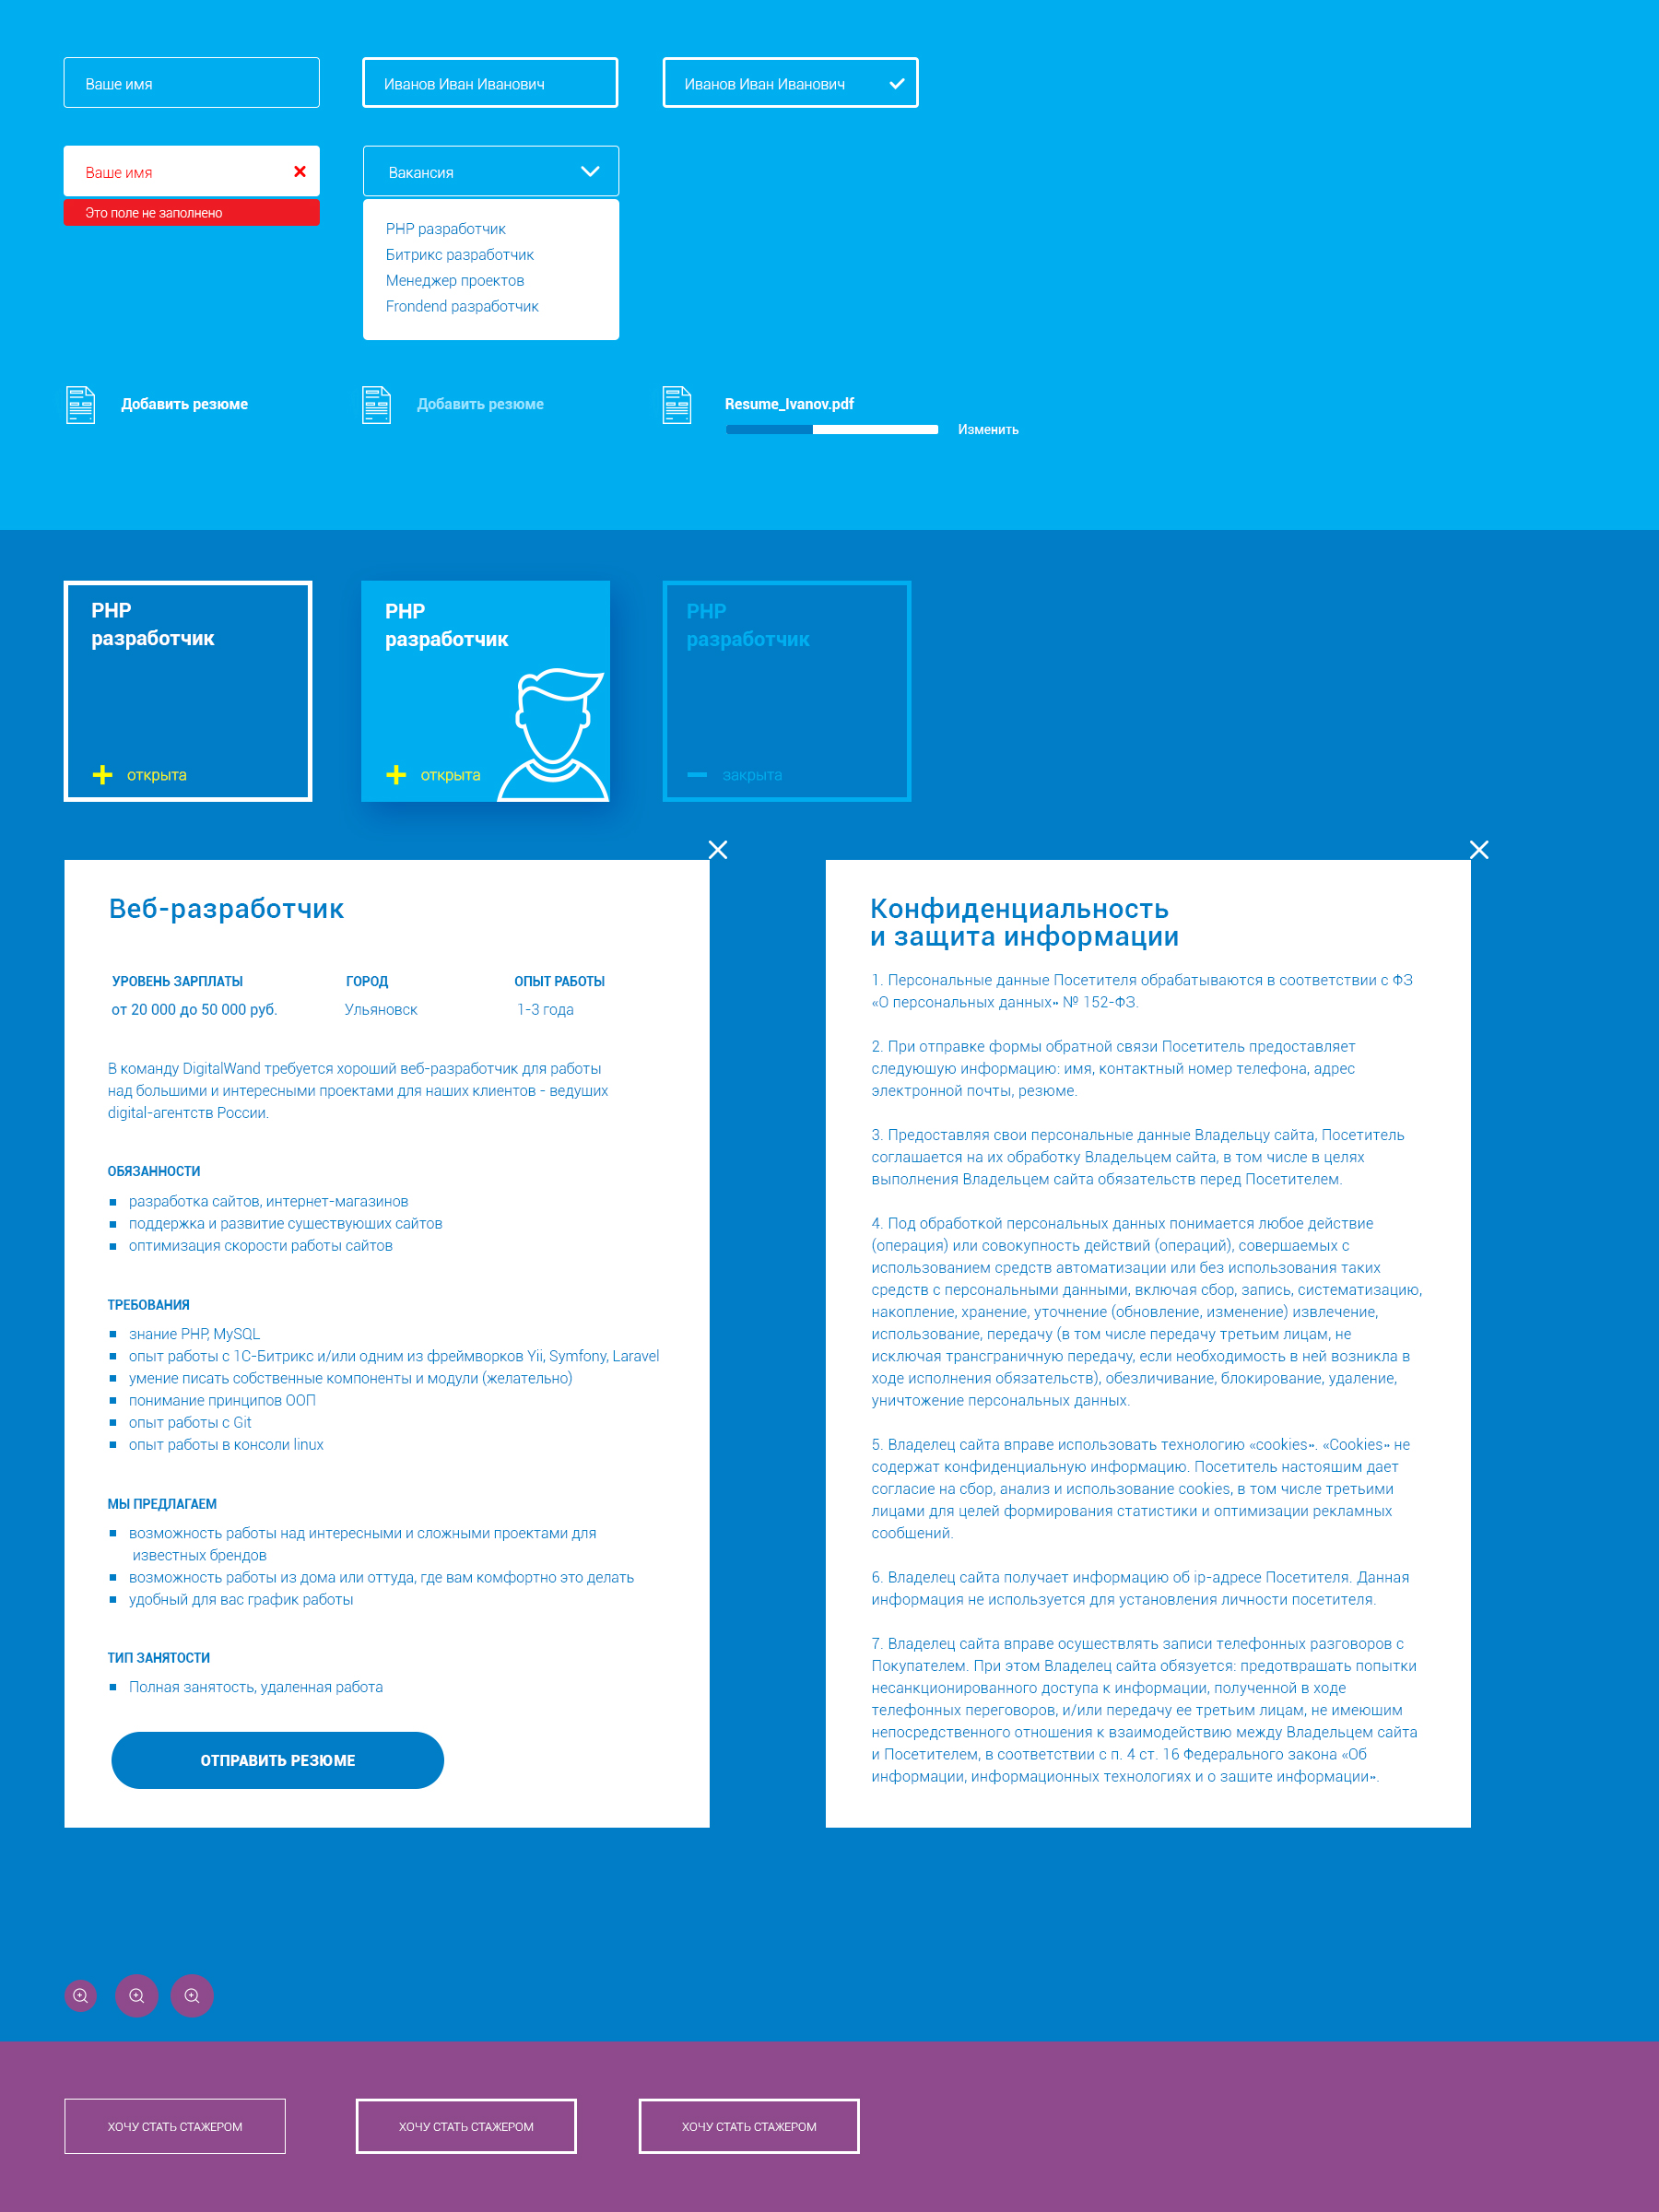 Ваше имя
Иванов Иван Иванович
Иванов Иван Иванович
Ваше имя
Это поле не заполнено
Вакансия
PHP разработчик
Битрикс разработчик
Менеджер проектов
Frondend разработчик
Добавить резюме
Добавить резюме
Resume_Ivanov.pdf
Изменить
PHP
разработчик
открыта
PHP
разработчик
открыта
PHP
разработчик
закрыта
Веб-разработчик
УРОВЕНЬ ЗАРПЛАТЫ
ГОРОД
ОПЫТ РАБОТЫ
от 20 000 до 50 000 руб.
Ульяновск
1-3 года
В команду DigitalWand требуется хороший веб-разработчик для работы
над большими и интересными проектами для наших клиентов - ведущих
digital-агентств России.
ОБЯЗАННОСТИ
разработка сайтов, интернет-магазинов
поддержка и развитие существующих сайтов
оптимизация скорости работы сайтов
ТРЕБОВАНИЯ
знание PHP, MySQL
опыт работы с 1С-Битрикс и/или одним из фреймворков Yii, Symfony, Laravel
умение писать собственные компоненты и модули (желательно)
понимание принципов ООП
опыт работы с Git
опыт работы в консоли linux
МЫ ПРЕДЛАГАЕМ
возможность работы над интересными и сложными проектами для
известных брендов
возможность работы из дома или оттуда, где вам комфортно это делать
удобный для вас график работы
ТИП ЗАНЯТОСТИ
Полная занятость, удаленная работа
ОТПРАВИТЬ РЕЗЮМЕ
Конфиденциальность
и защита информации
1. Персональные данные Посетителя обрабатываются в соответствии с ФЗ
«О персональных данных» № 152-ФЗ.
2. При отправке формы обратной связи Посетитель предоставляет
следующую информацию: имя, контактный номер телефона, адрес
электронной почты, резюме.
3. Предоставляя свои персональные данные Владельцу сайта, Посетитель
соглашается на их обработку Владельцем сайта, в том числе в целях
выполнения Владельцем сайта обязательств перед Посетителем.
4. Под обработкой персональных данных понимается любое действие
(операция) или совокупность действий (операций), совершаемых с
использованием средств автоматизации или без использования таких
средств с персональными данными, включая сбор, запись, систематизацию,
накопление, хранение, уточнение (обновление, изменение) извлечение,
использование, передачу (в том числе передачу третьим лицам, не
исключая трансграничную передачу, если необходимость в ней возникла в
ходе исполнения обязательств), обезличивание, блокирование, удаление,
уничтожение персональных данных.
5. Владелец сайта вправе использовать технологию «cookies». «Cookies» не
содержат конфиденциальную информацию. Посетитель настоящим дает
согласие на сбор, анализ и использование cookies, в том числе третьими
лицами для целей формирования статистики и оптимизации рекламных
сообщений.
6. Владелец сайта получает информацию об ip-адресе Посетителя. Данная
информация не используется для установления личности посетителя.
7. Владелец сайта вправе осуществлять записи телефонных разговоров с
Покупателем. При этом Владелец сайта обязуется: предотвращать попытки
несанкционированного доступа к информации, полученной в ходе
телефонных переговоров, и/или передачу ее третьим лицам, не имеющим
непосредственного отношения к взаимодействию между Владельцем сайта
и Посетителем, в соответствии с п. 4 ст. 16 Федерального закона «Об
информации, информационных технологиях и о защите информации».
ХОЧУ СТАТЬ СТАЖЕРОМ
ХОЧУ СТАТЬ СТАЖЕРОМ
ХОЧУ СТАТЬ СТАЖЕРОМ